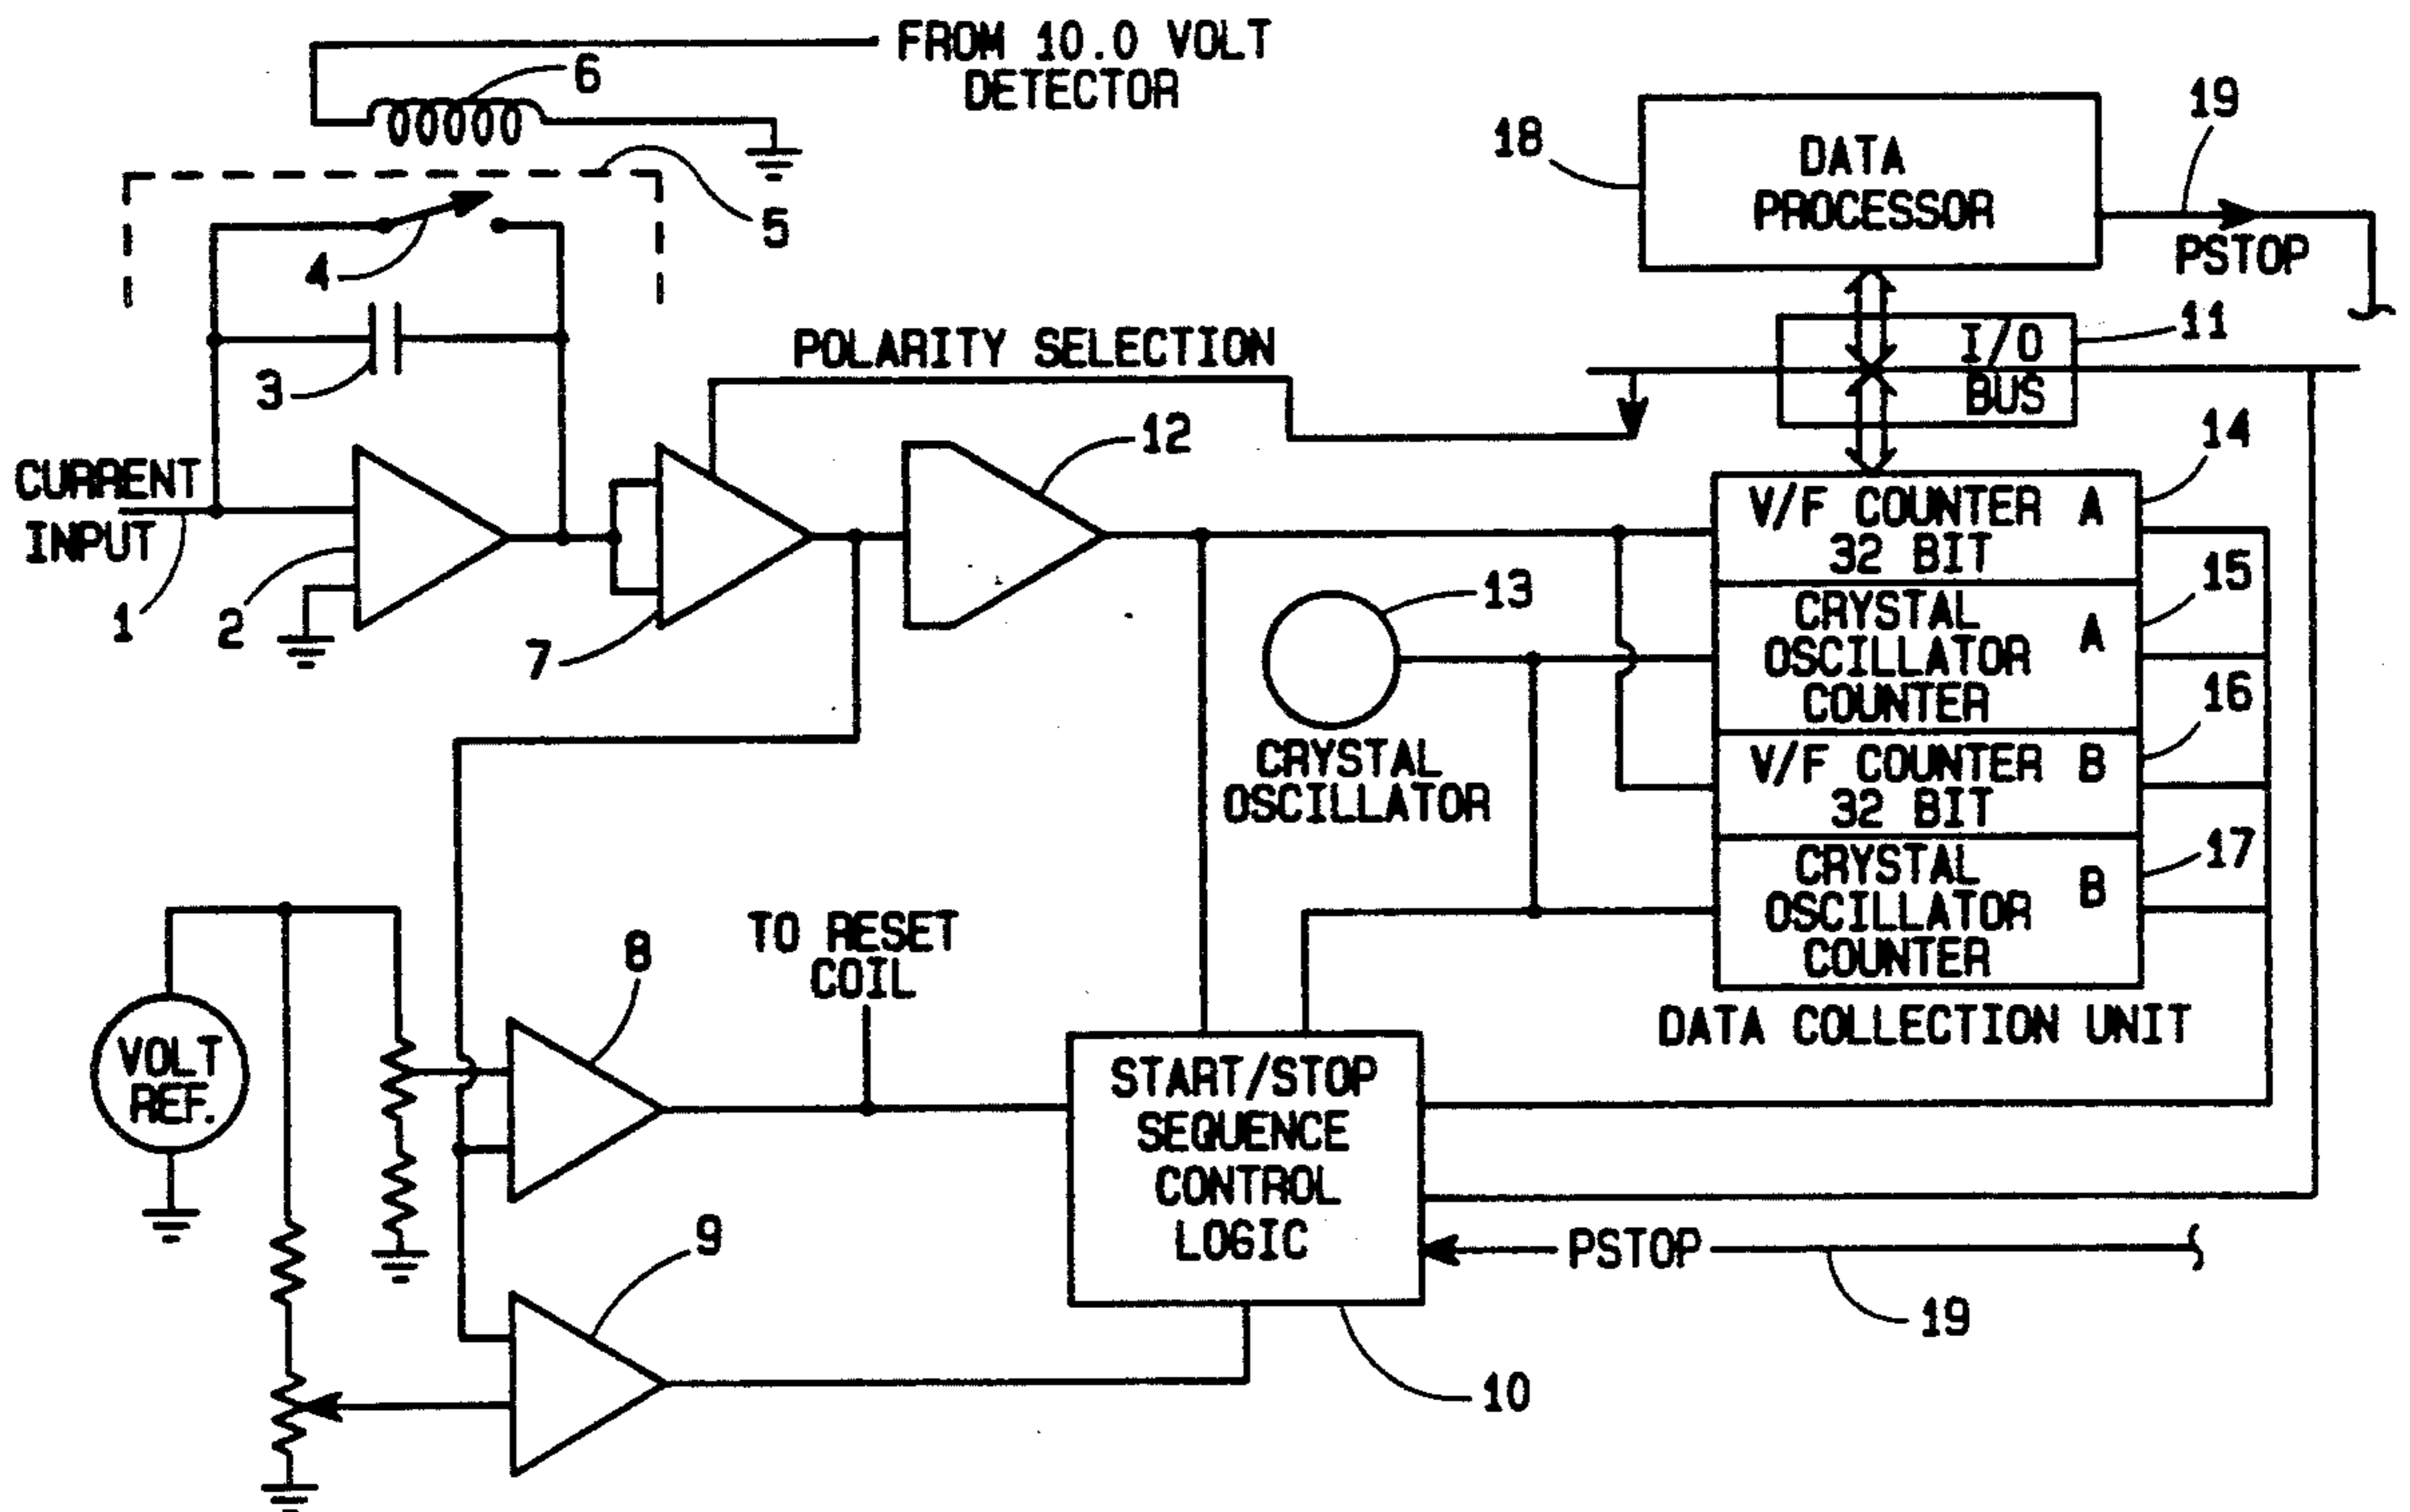 FROM 10.0 VOLT
DETECTOR
6
5
4
3
CURRENT
INPUT
1
2
POLARITY SELECTION
7
12
18
DATA
PROCESSOR
19
PSTOP
I/O
BUS
11
14
V/F COUNTER A
32 BIT
15
CRYSTAL
OSCILLATOR A
COUNTER
16
V/F COUNTER B
32 BIT
17
CRYSTAL
OSCILLATOR B
COUNTER
DATA COLLECTION UNIT
13
CRYSTAL
OSCILLATOR
VOLT
REF.
8
TO RESET
COIL
9
START/STOP
SEQUENCE
CONTROL
LOGIC
PSTOP
19
10